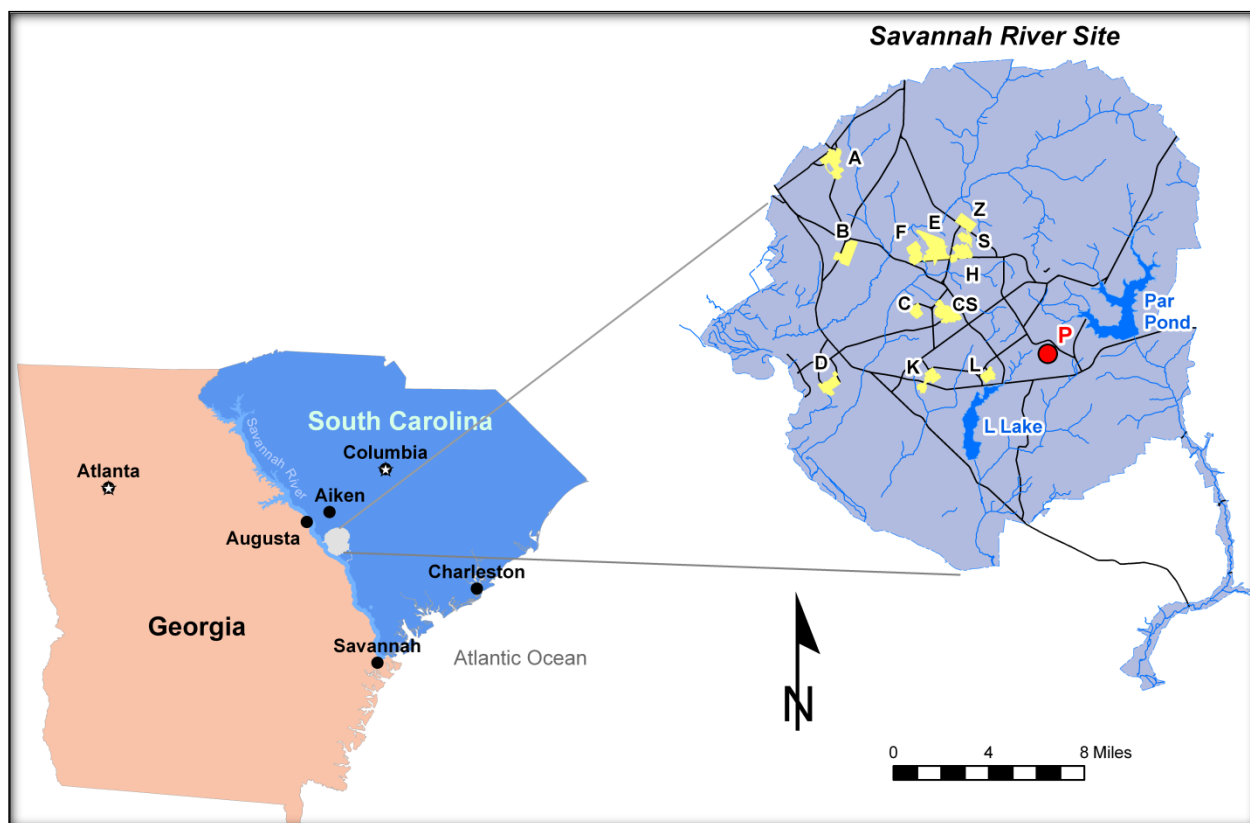 Savannah River Site
A
Z
E
B
F
S
H
C
CS
Par
Pond
P
D
K
L
L Lake
South Carolina
Savannah River
Columbia
Atlanta
Aiken
Augusta
Charleston
Georgia
Savannah
Atlantic Ocean
N
0 4 8 Miles